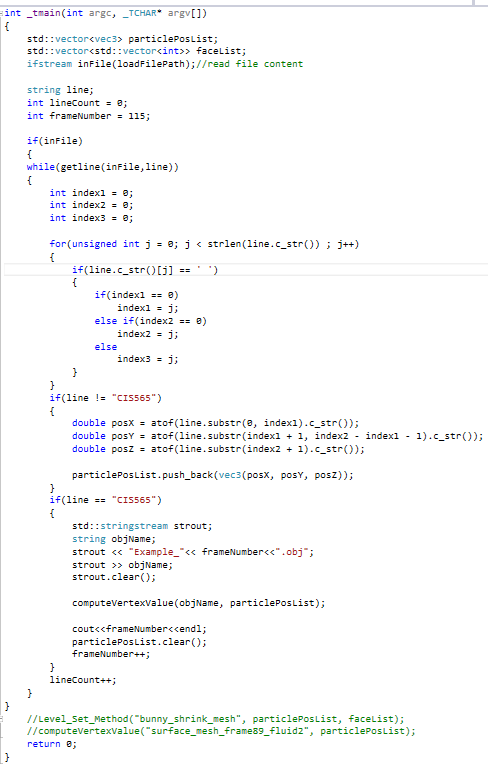 int _tmain(int argc, _TCHAR* argv[])
{
    std::vector<vec3> particlePosList;
    std::vector<std::vector<int>> faceList;
    ifstream inFile(loadFilePath);//read file content

    string line;
    int lineCount = 0;
    int frameNumber = 115;

    if(inFile)
    {
    while(getline(inFile,line))
    {
        int index1 = 0;
        int index2 = 0;
        int index3 = 0;

        for(unsigned int j = 0; j < strlen(line.c_str()) ; j++)
        {
            if(line.c_str()[j] == ' ')
            {
                if(index1 == 0)
                    index1 = j;
                else if(index2 == 0)
                    index2 = j;
                else
                    index3 = j;
            }
        }
        if(line != "CIS565")
        {
            double posX = atof(line.substr(0, index1).c_str());
            double posY = atof(line.substr(index1 + 1, index2 - index1 - 1).c_str());
            double posZ = atof(line.substr(index2 + 1).c_str());

            particlePosList.push_back(vec3(posX, posY, posZ));
        }
        if(line == "CIS565")
        {
            std::stringstream strout;
            string objName;
            strout << "Example_"<< frameNumber<<".obj";
            strout >> objName;
            strout.clear();

            computeVertexValue(objName, particlePosList);

            cout<<frameNumber<<endl;
            particlePosList.clear();
            frameNumber++;
        }
        lineCount++;
    }
}
    //Level_Set_Method("bunny_shrink_mesh", particlePosList, faceList);
    //computeVertexValue("surface_mesh_frame89_fluid2", particlePosList);
    return 0;
}